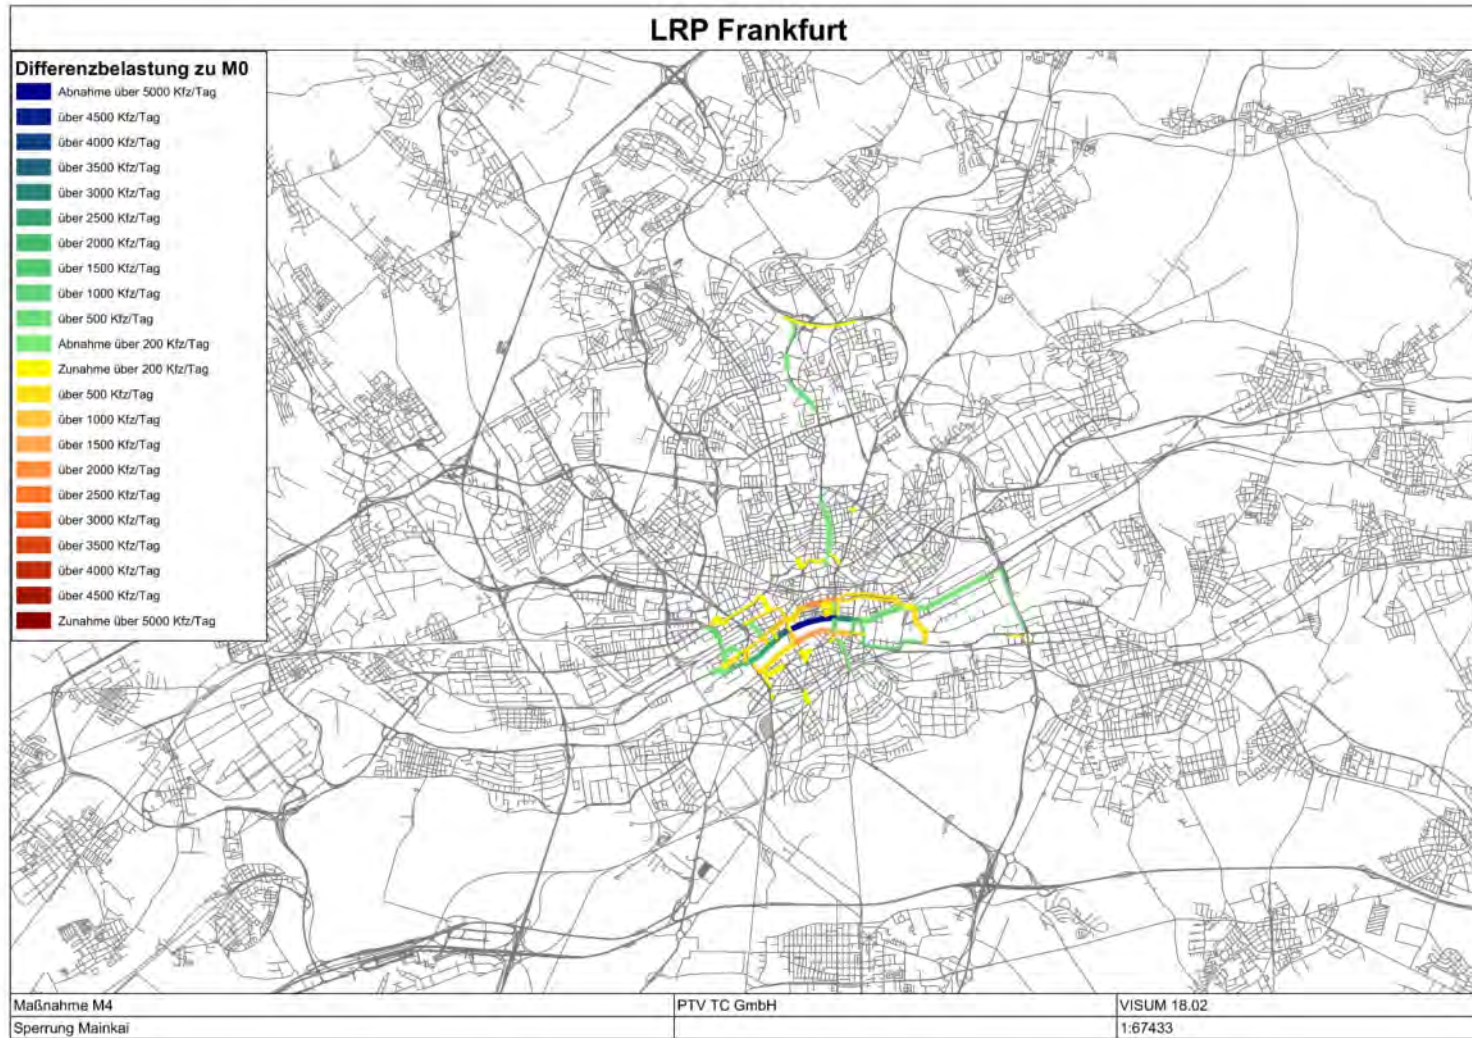 LRP Frankfurt
Differenzbelastung zu M0
Abnahme über 5000 Kfz/Tag
über 4500 Kfz/Tag
über 4000 Kfz/Tag
über 3500 Kfz/Tag
über 3000 Kfz/Tag
über 2500 Kfz/Tag
über 2000 Kfz/Tag
über 1500 Kfz/Tag
über 1000 Kfz/Tag
über 500 Kfz/Tag
Abnahme über 200 Kfz/Tag
Zunahme über 200 Kfz/Tag
über 500 Kfz/Tag
über 1000 Kfz/Tag
über 1500 Kfz/Tag
über 2000 Kfz/Tag
über 2500 Kfz/Tag
über 3000 Kfz/Tag
über 3500 Kfz/Tag
über 4000 Kfz/Tag
über 4500 Kfz/Tag
Zunahme über 5000 Kfz/Tag
Maßnahme M4
PTV TC GmbH
VISUM 18.02
Sperrung Mainkai
1:67433